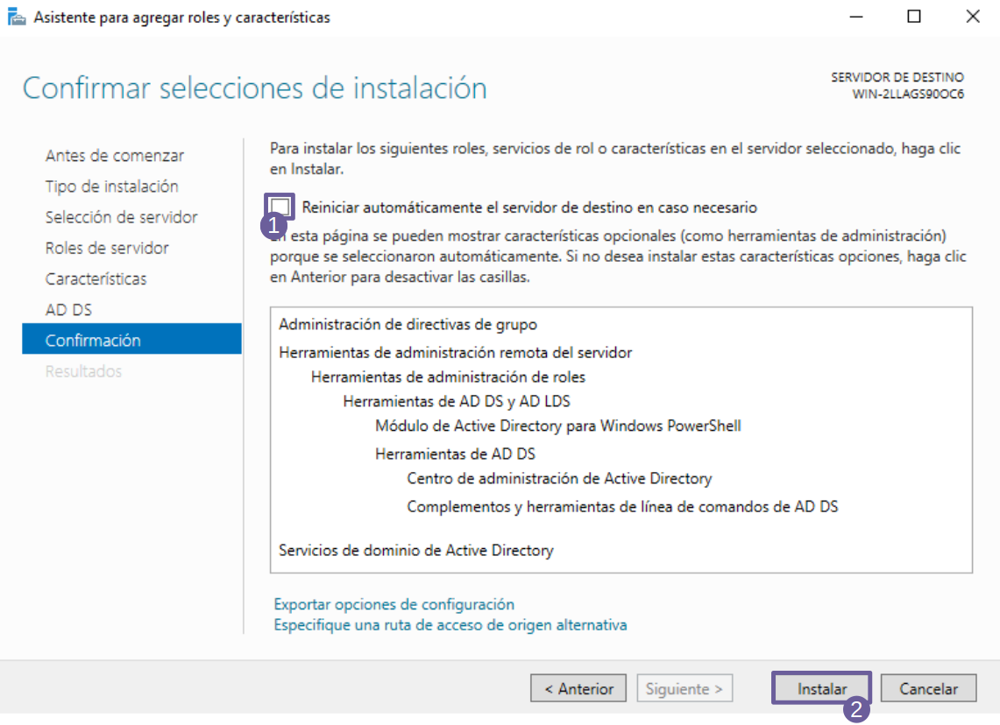 Asistente para agregar roles y características
Confirmar selecciones de instalación
SERVIDOR DE DESTINO
WIN-2LLAGS90OC6
Antes de comenzar
Tipo de instalación
Selección de servidor
Roles de servidor
Características
AD DS
Confirmación
Resultados
Para instalar los siguientes roles, servicios de rol o características en el servidor seleccionado, haga clic
en Instalar.
Reiniciar automáticamente el servidor de destino en caso necesario
1
En esta página se pueden mostrar características opcionales (como herramientas de administración)
porque se seleccionaron automáticamente. Si no desea instalar estas características opciones, haga clic
en Anterior para desactivar las casillas.
Administración de directivas de grupo
Herramientas de administración remota del servidor
Herramientas de administración de roles
Herramientas de AD DS y AD LDS
Módulo de Active Directory para Windows PowerShell
Herramientas de AD DS
Centro de administración de Active Directory
Complementos y herramientas de línea de comandos de AD DS
Servicios de dominio de Active Directory
Exportar opciones de configuración
Especifique una ruta de acceso de origen alternativa
< Anterior
Siguiente >
Instalar
Cancelar
2